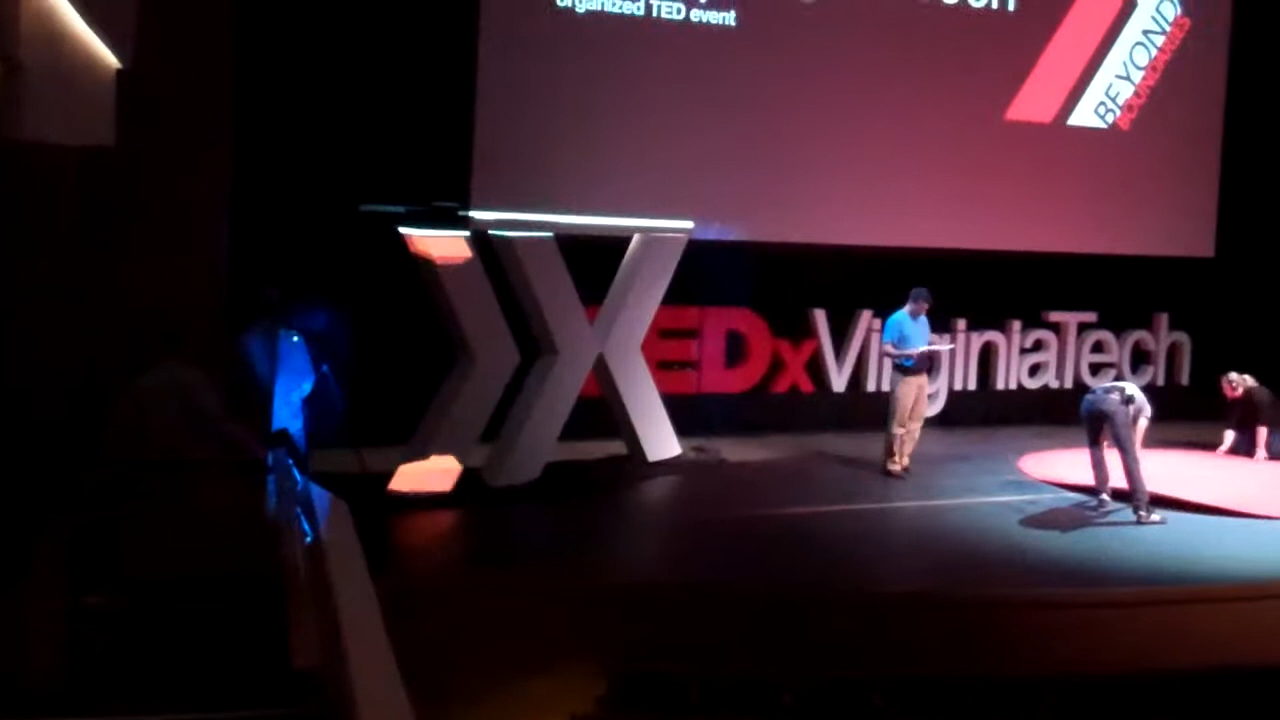 organized TED event
BEYOND
BOUNDARIES
X
TEDxVirginiaTech